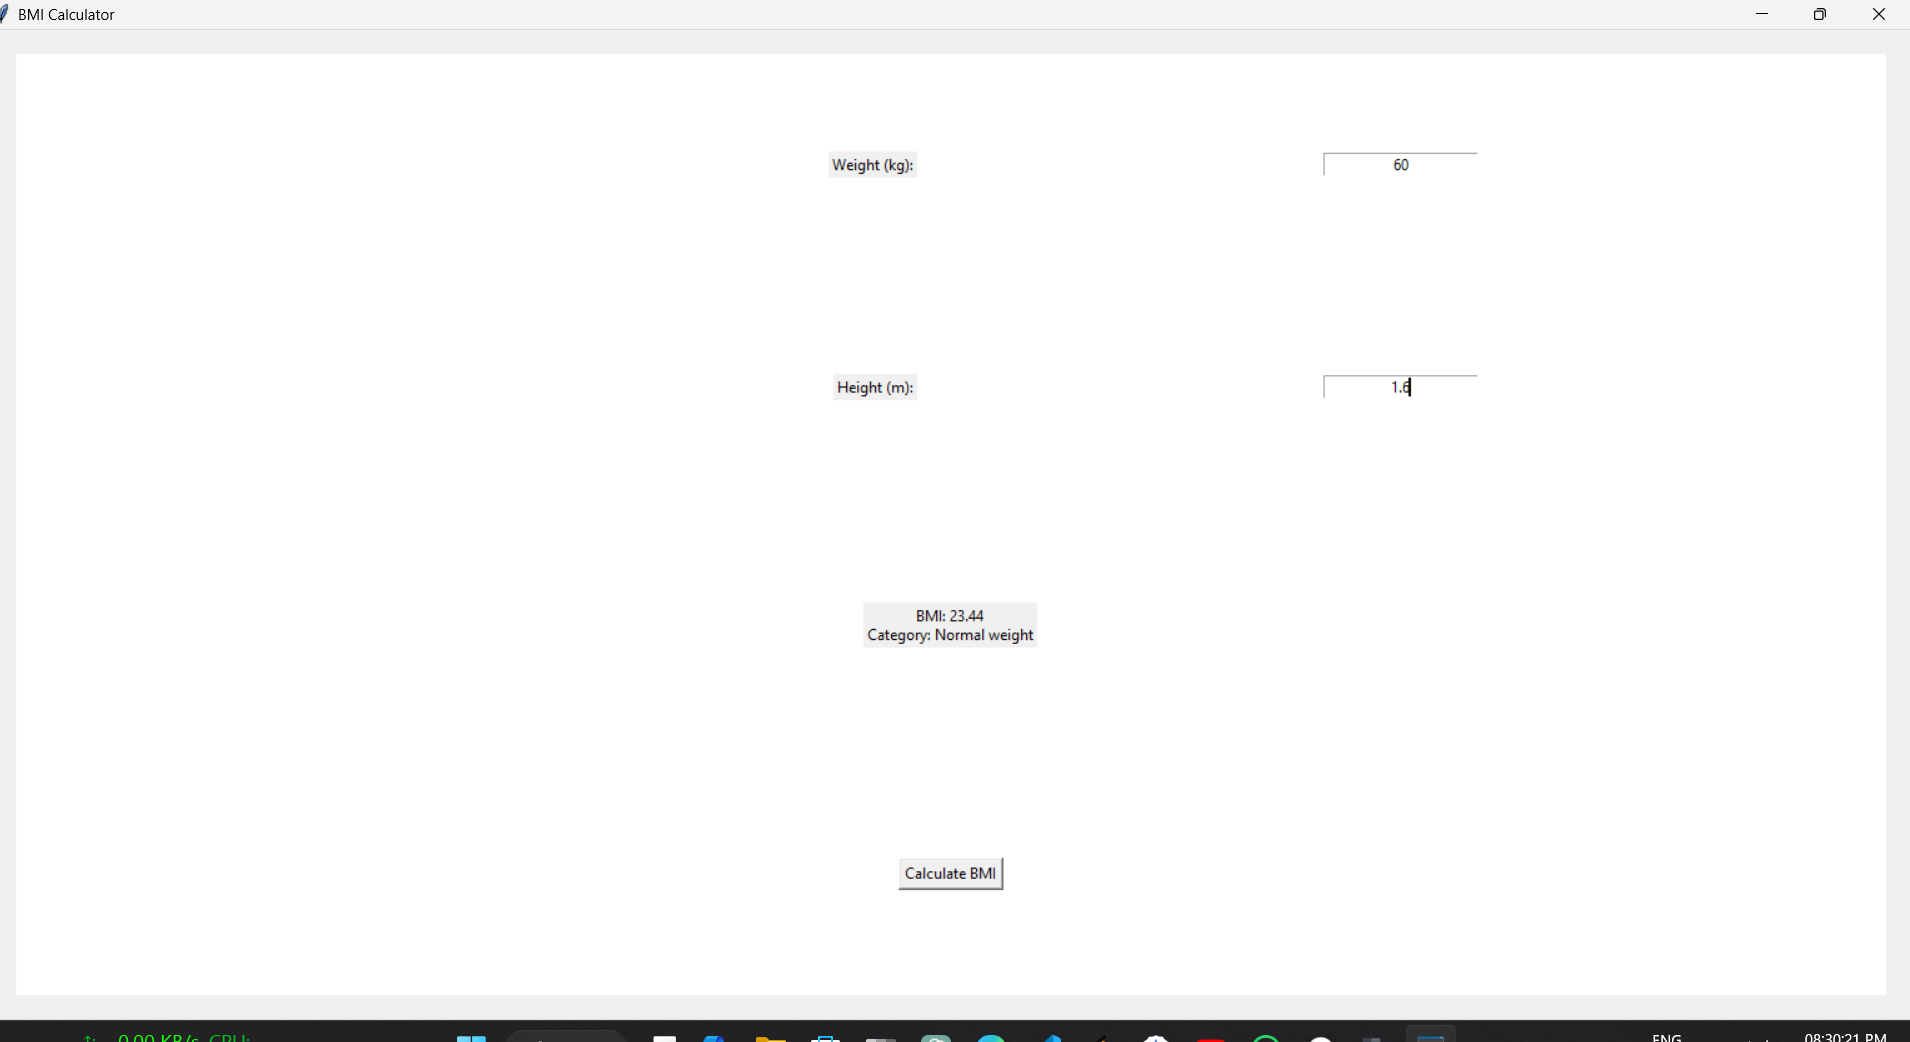 BMI Calculator
Weight (kg): 60
Height (m): 1.6
BMI: 23.44
Category: Normal weight
Calculate BMI
0.00 KB/s CPU:
ENG
08:30:21 PM